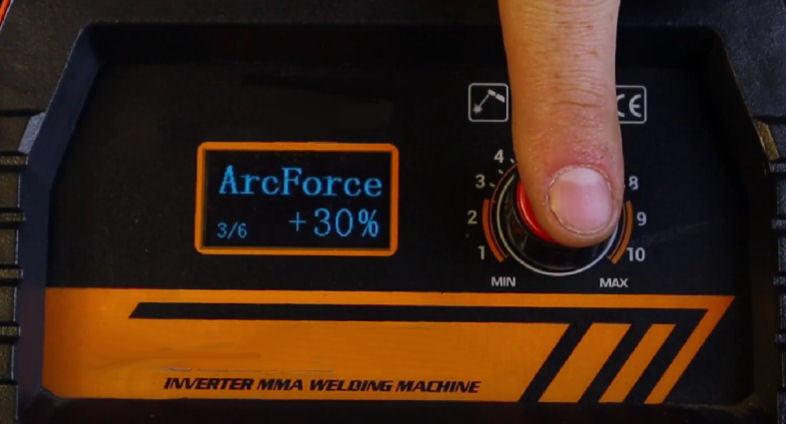 ArcForce
3/6 +30%
CE
4
3
8
2
9
1
10
MIN
MAX
INVERTER MMA WELDING MACHINE